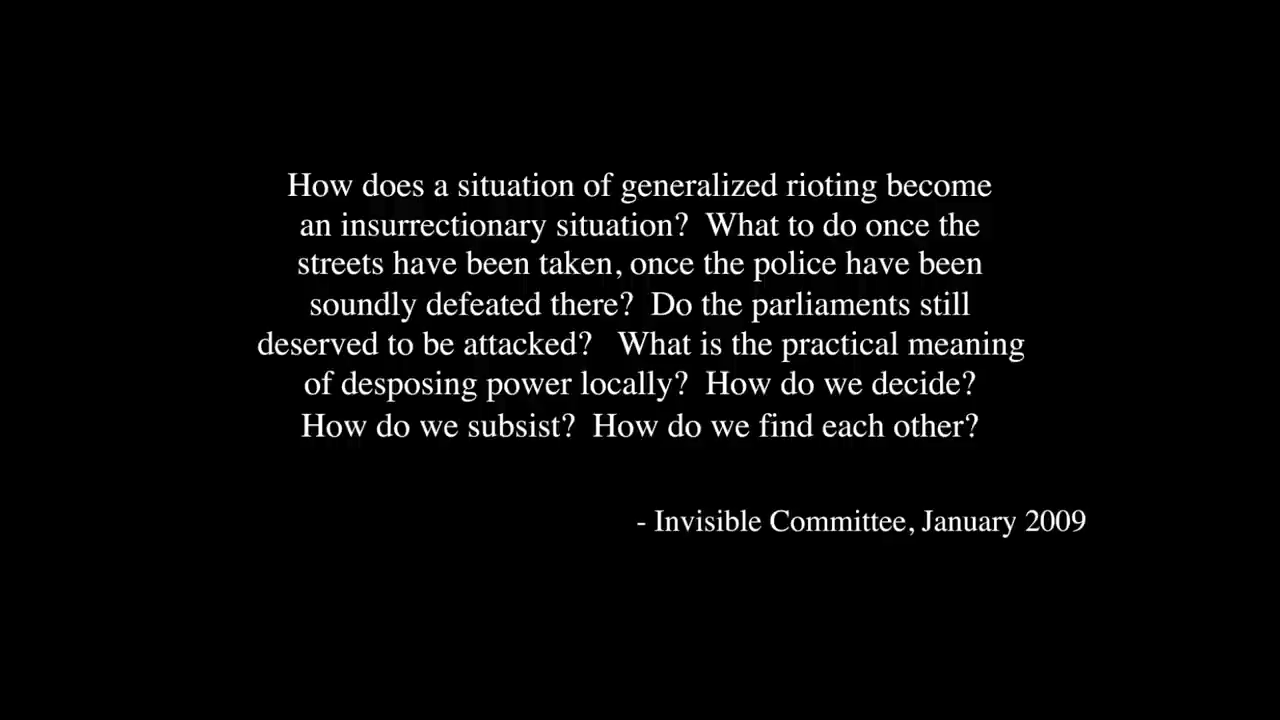 How does a situation of generalized rioting become
an insurrectionary situation?  What to do once the
streets have been taken, once the police have been
soundly defeated there?  Do the parliaments still
deserved to be attacked?   What is the practical meaning
of desposing power locally?  How do we decide?
How do we subsist?  How do we find each other?
- Invisible Committee, January 2009